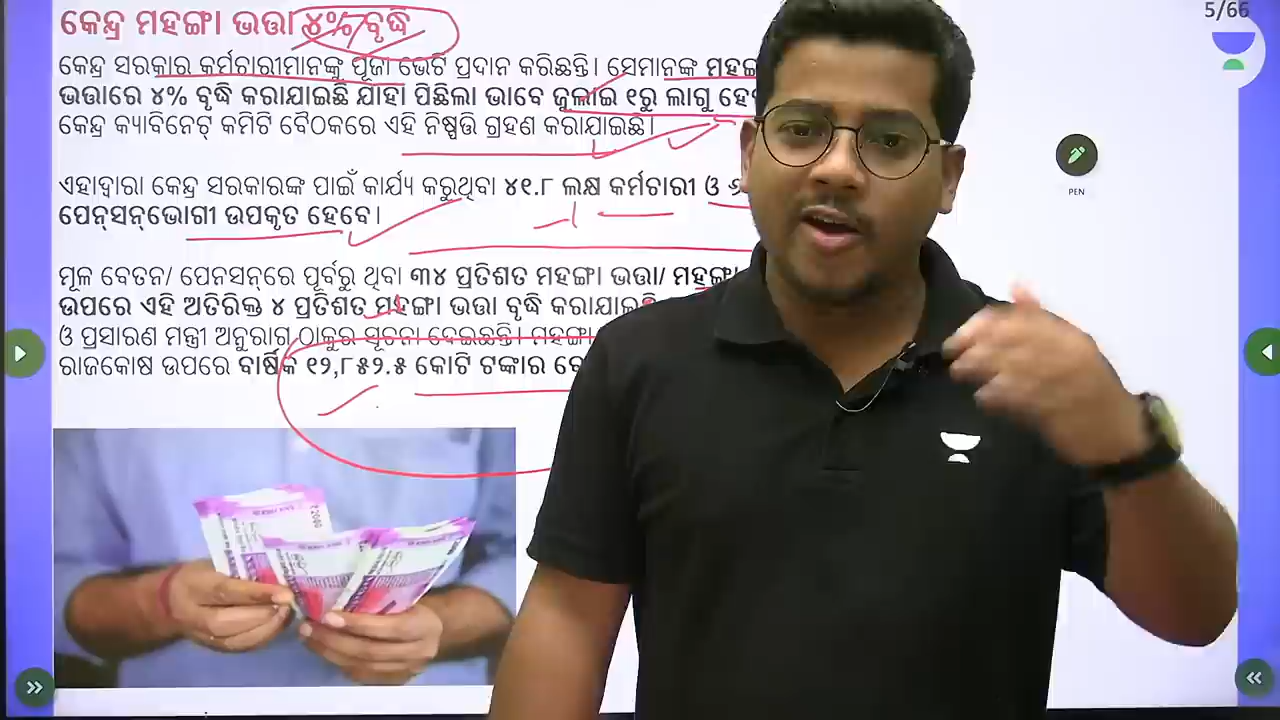 5/66
କେନ୍ଦ୍ର ମହଙ୍ଗା ଭତ୍ତା ୪% ବୃଦ୍ଧି
କେନ୍ଦ୍ର ସରକାର କର୍ମଚାରୀମାନଙ୍କୁ ପୂଜା ଭେଟି ପ୍ରଦାନ କରିଛନ୍ତି। ସେମାନଙ୍କ
ଭତ୍ତାରେ ୪% ବୃଦ୍ଧି କରାଯାଇଛି ଯାହା ପିଛିଲା ଭାବେ ଜୁଲାଇ ୧ରୁ ଲାଗୁ
କେନ୍ଦ୍ର କ୍ୟାବିନେଟ୍ କମିଟି ବୈଠକରେ ଏହି ନିଷ୍ପତ୍ତି ଗ୍ରହଣ କରାଯାଇଛି।
PEN
ଏହାଦ୍ୱାରା କେନ୍ଦ୍ର ସରକାରଙ୍କ ପାଇଁ କାର୍ଯ୍ୟ କରୁଥିବା ୪୧.୮ ଲକ୍ଷ କର୍ମଚାରୀ ଓ
ପେନ୍‌ସନ୍‌ଭୋଗୀ ଉପକୃତ ହେବେ।
ମୂଳ ବେତନ/ ପେନସନ୍‌ରେ ପୂର୍ବରୁ ଥିବା ୩୪ ପ୍ରତିଶତ ମହଙ୍ଗା ଭତ୍ତା/ ମହଙ୍ଗା
ଉପରେ ଏହି ଅତିରିକ୍ତ ୪ ପ୍ରତିଶତ ମହଙ୍ଗା ଭତ୍ତା ବୃଦ୍ଧି
ଓ ପ୍ରସାରଣ ମନ୍ତ୍ରୀ ଅନୁରାଗ ଠାକୁର ସୂଚନା ଦେଇଛନ୍ତି। ମହଙ୍ଗା
ରାଜକୋଷ ଉପରେ ବାର୍ଷିକ ୧୨,୮୫୨.୫ କୋଟି ଟଙ୍କାର